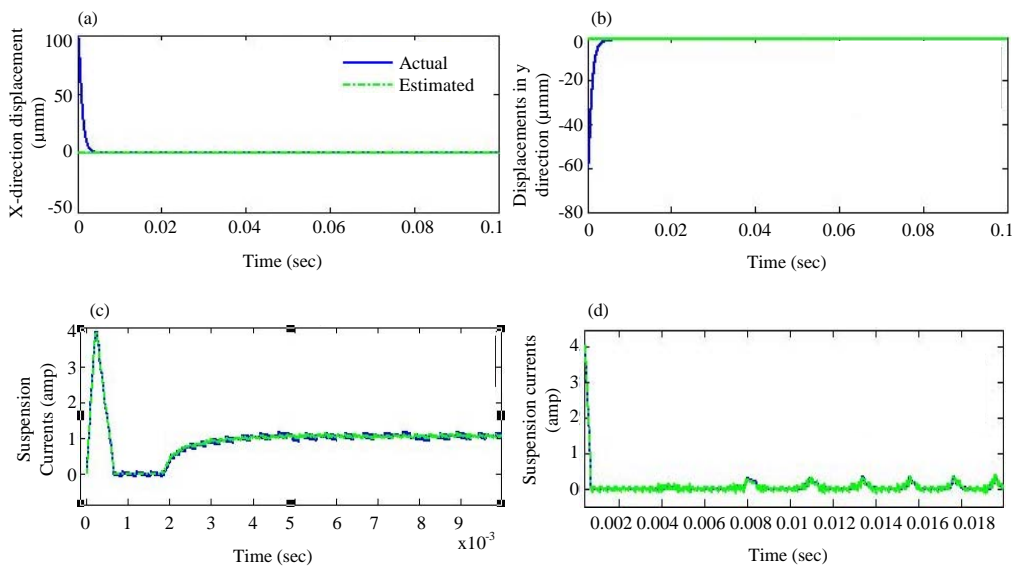 (a)
X-direction displacement
(µmm)
100
50
0
-50
Actual
Estimated
0
0.02
0.04
0.06
0.08
0.1
Time (sec)
(b)
Displacements in y
direction (µmm)
0
-20
-40
-60
-80
0
0.02
0.04
0.06
0.08
0.1
Time (sec)
(c)
Suspension
Currents (amp)
4
3
2
1
0
0
1
2
3
4
5
6
7
8
9
x10-3
Time (sec)
(d)
Suspension currents
(amp)
4
3
2
1
0
0.002
0.004
0.006
0.008
0.01
0.012
0.014
0.016
0.018
Time (sec)